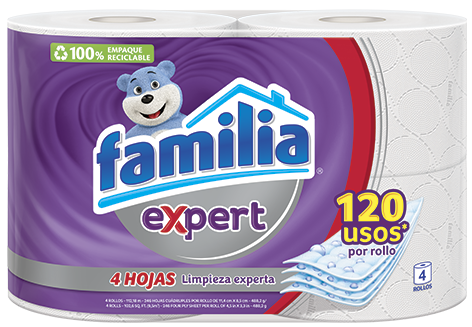 100% EMPAQUE
RECICLABLE
familia®
expert
120
usos*
por rollo
4 HOJAS Limpieza experta
4
ROLLOS